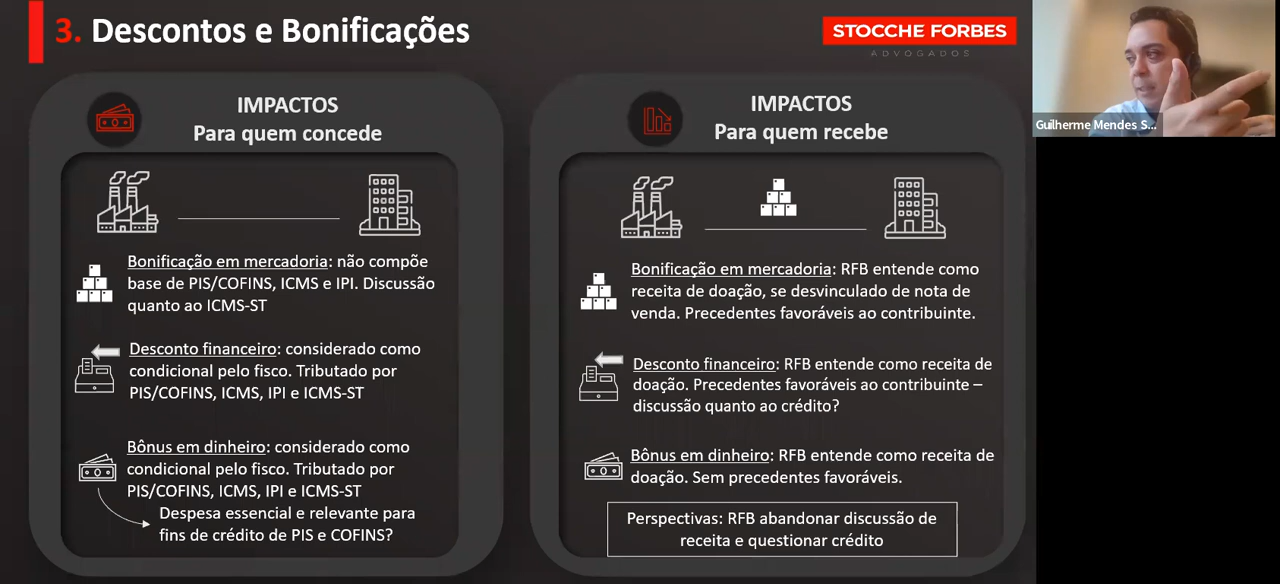 3. Descontos e Bonificações
STOCCHE FORBES
ADVOGADOS
Guilherme Mendes S...
IMPACTOS
Para quem concede
Bonificação em mercadoria: não compõe
base de PIS/COFINS, ICMS e IPI. Discussão
quanto ao ICMS-ST
Desconto financeiro: considerado como
condicional pelo fisco. Tributado por
PIS/COFINS, ICMS, IPI e ICMS-ST
Bônus em dinheiro: considerado como
condicional pelo fisco. Tributado por
PIS/COFINS, ICMS, IPI e ICMS-ST
Despesa essencial e relevante para
fins de crédito de PIS e COFINS?
IMPACTOS
Para quem recebe
Bonificação em mercadoria: RFB entende como
receita de doação, se desvinculado de nota de
venda. Precedentes favoráveis ao contribuinte.
Desconto financeiro: RFB entende como receita de
doação. Precedentes favoráveis ao contribuinte –
discussão quanto ao crédito?
Bônus em dinheiro: RFB entende como receita de
doação. Sem precedentes favoráveis.
Perspectivas: RFB abandonar discussão de
receita e questionar crédito